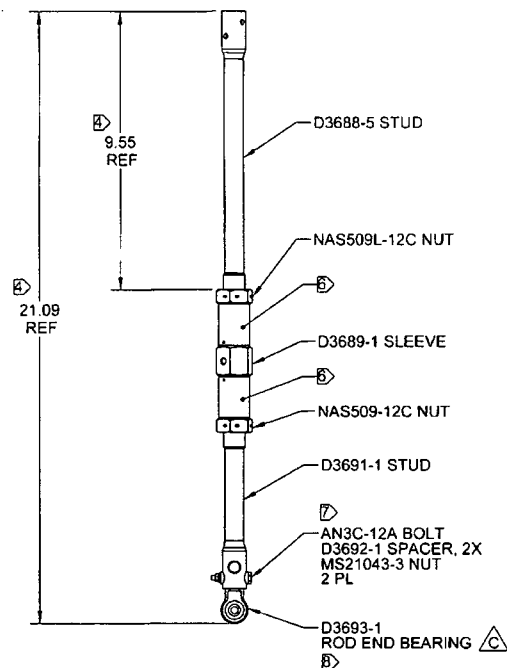 4
9.55
REF
D3688-5 STUD
NAS509L-12C NUT
6
4
21.09
REF
D3689-1 SLEEVE
6
NAS509-12C NUT
D3691-1 STUD
7
AN3C-12A BOLT
D3692-1 SPACER, 2X
MS21043-3 NUT
2 PL
D3693-1
ROD END BEARING C
8